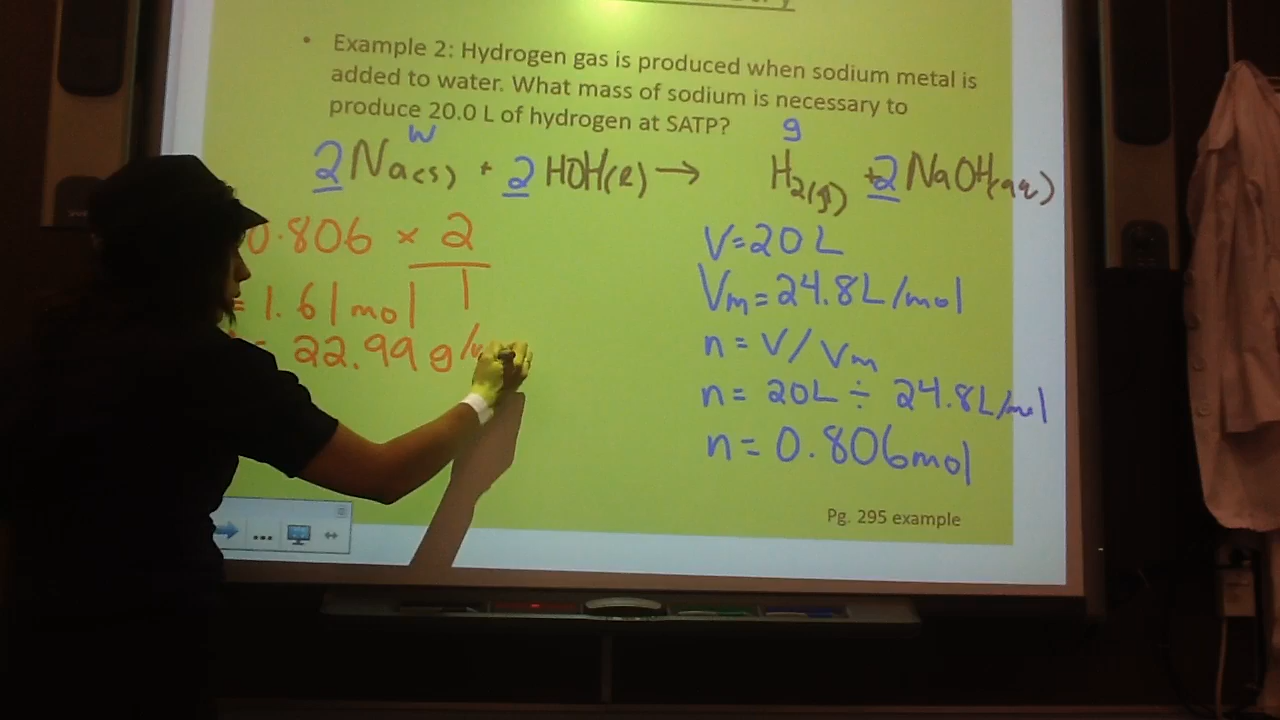 • Example 2: Hydrogen gas is produced when sodium metal is
added to water. What mass of sodium is necessary to
produce 20.0 L of hydrogen at SATP?
w g
2Na(s) + 2HOH(l) → H2(g) + 2NaOH(aq)
0.806 × 2/1
= 1.61 mol
= 22.99 g/
V=20L
Vm=24.8L/mol
n=V/Vm
n= 20L ÷ 24.8L/mol
n=0.806mol
Pg. 295 example
...